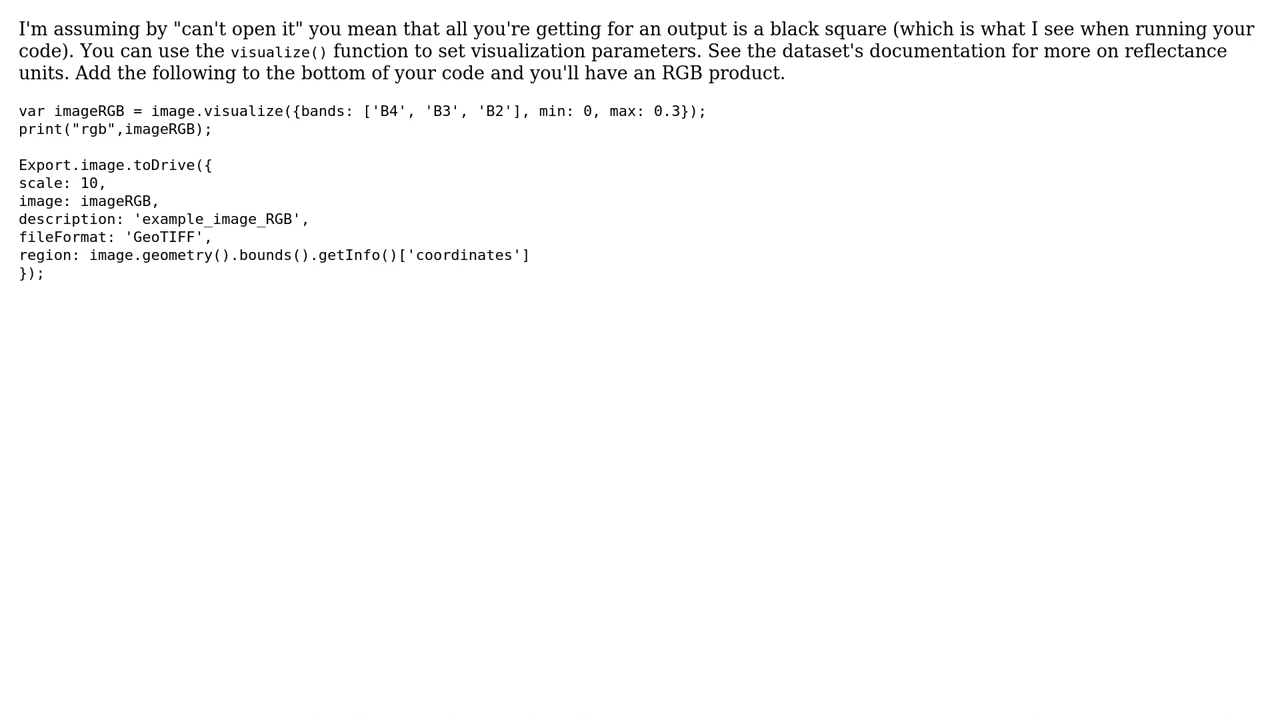 I'm assuming by "can't open it" you mean that all you're getting for an output is a black square (which is what I see when running your
code). You can use the visualize() function to set visualization parameters. See the dataset's documentation for more on reflectance
units. Add the following to the bottom of your code and you'll have an RGB product.
var imageRGB = image.visualize({bands: ['B4', 'B3', 'B2'], min: 0, max: 0.3});
print("rgb",imageRGB);
Export.image.toDrive({
scale: 10,
image: imageRGB,
description: 'example_image_RGB',
fileFormat: 'GeoTIFF',
region: image.geometry().bounds().getInfo()['coordinates']
});